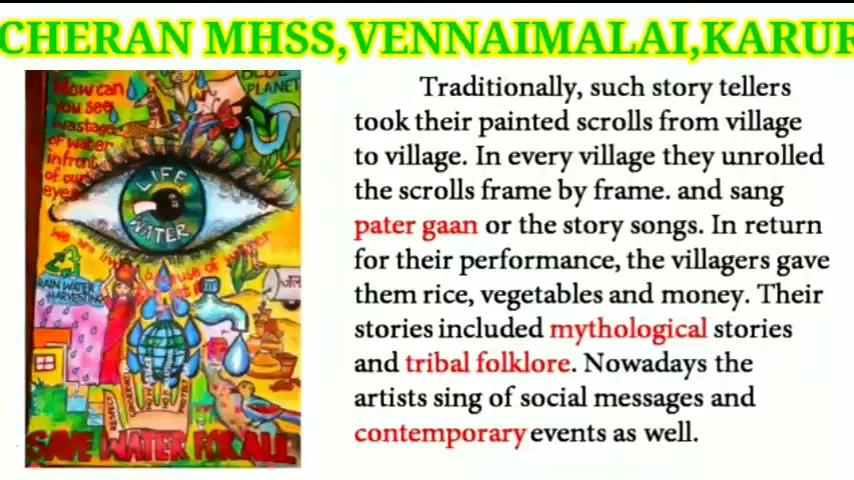 CHERAN MHSS,VENNAIMALAI,KARUR
How can
you see
wastage
of water
in front
of our
eyes
BLUE
PLANET
LIFE
WATER
RAIN WATER
HARVESTING
RESPECT
SAVE WATER FOR ALL
Traditionally, such story tellers
took their painted scrolls from village
to village. In every village they unrolled
the scrolls frame by frame. and sang
pater gaan or the story songs. In return
for their performance, the villagers gave
them rice, vegetables and money. Their
stories included mythological stories
and tribal folklore. Nowadays the
artists sing of social messages and
contemporary events as well.